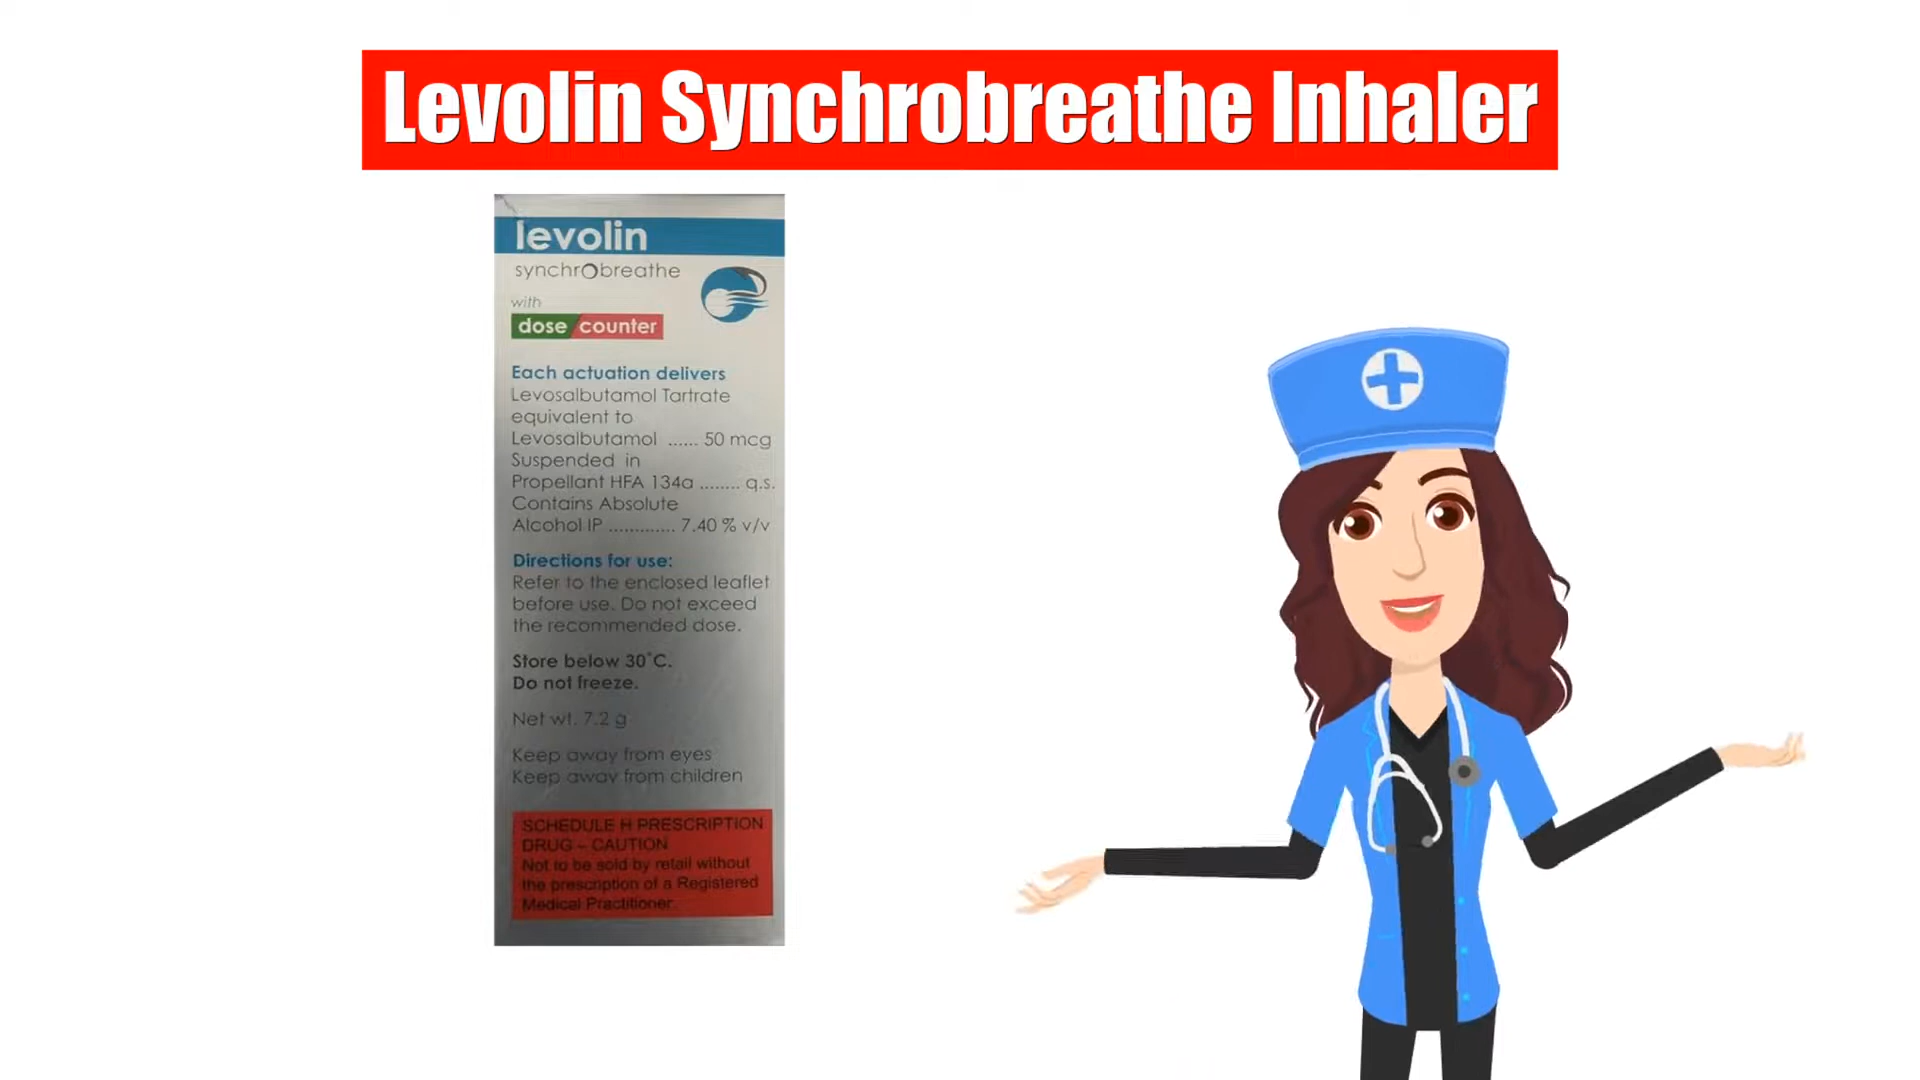 Levolin Synchrobreathe Inhaler
levolin
synchrobreathe
with
dose counter
Each actuation delivers
Levosalbutamol Tartrate
equivalent to
Levosalbutamol ...... 50 mcg
Suspended in
Propellant HFA 134a ........ q.s.
Contains Absolute
Alcohol IP ............. 7.40 % v/v
Directions for use:
Refer to the enclosed leaflet
before use. Do not exceed
the recommended dose.
Store below 30°C.
Do not freeze.
Net wt. 7.2 g
Keep away from eyes
Keep away from children
SCHEDULE H PRESCRIPTION
DRUG – CAUTION
Not to be sold by retail without
the prescription of a Registered
Medical Practitioner.